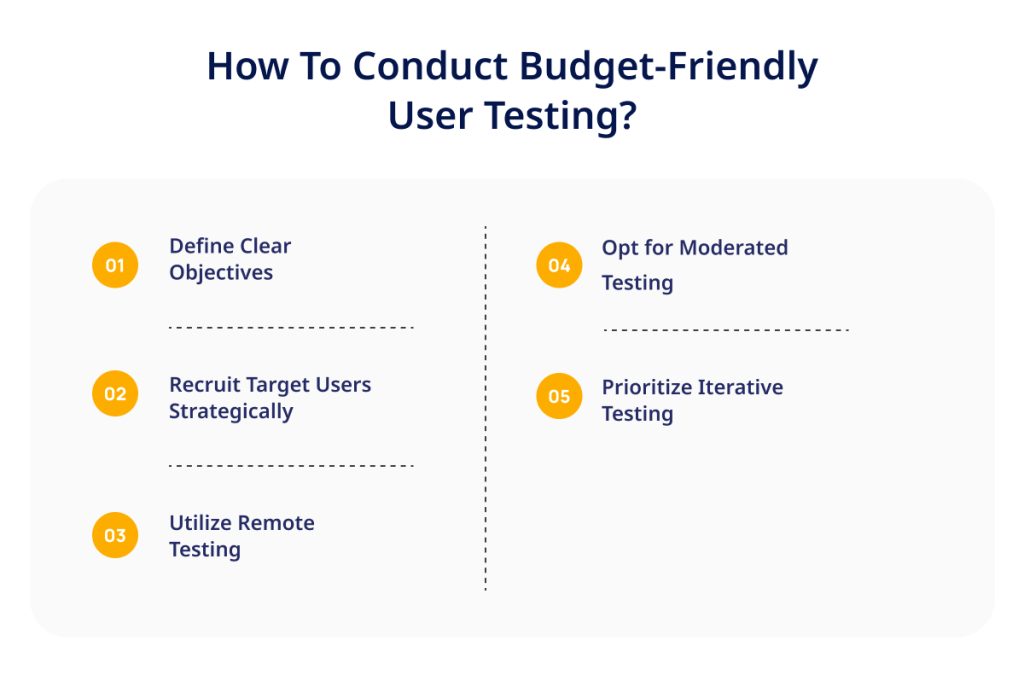 How To Conduct Budget-Friendly
User Testing?
01
Define Clear
Objectives
02
Recruit Target Users
Strategically
03
Utilize Remote
Testing
04
Opt for Moderated
Testing
05
Prioritize Iterative
Testing